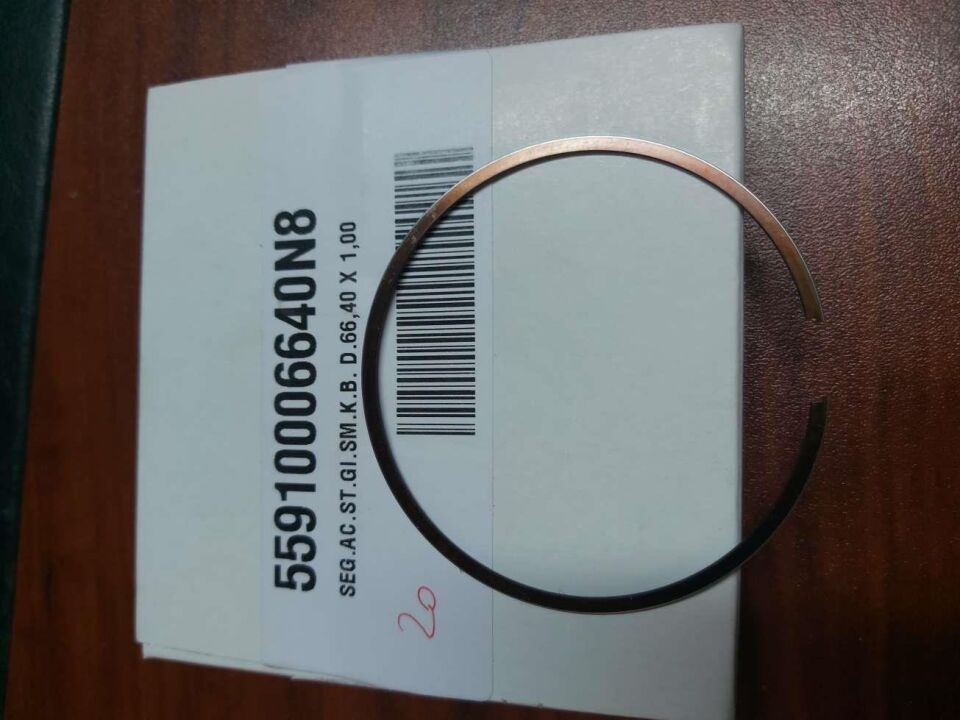 55910006640N8
SEG.AC.ST.GI.SM.K.B. D.66,40 X 1,00
20